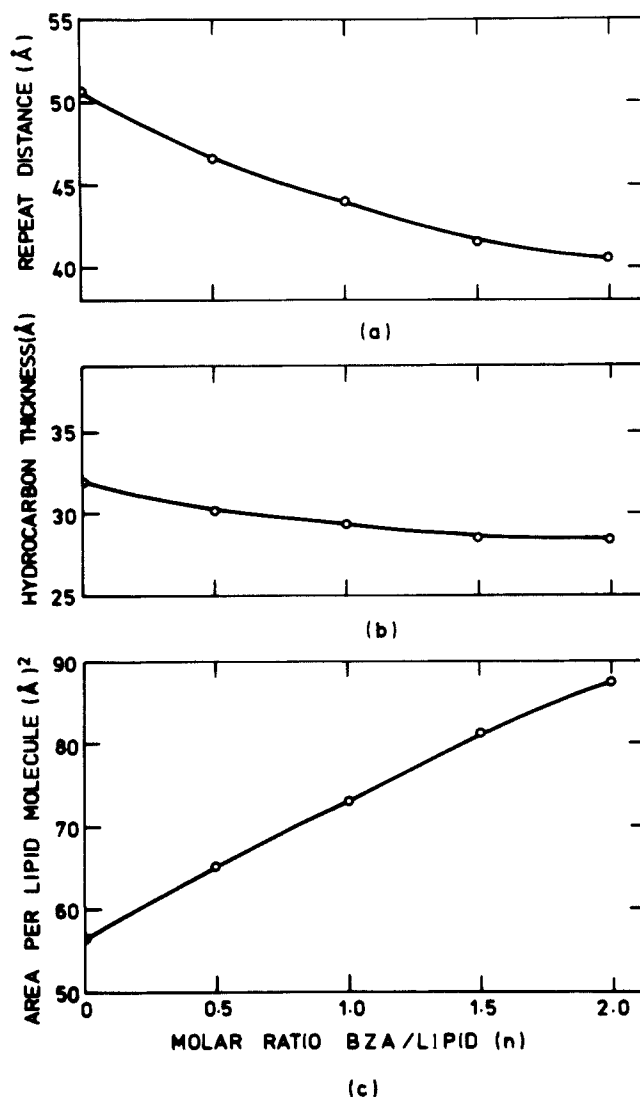 REPEAT DISTANCE (Å)
55
50
45
40
(a)
HYDROCARBON THICKNESS(Å)
35
30
25
(b)
AREA PER LIPID MOLECULE (Å)²
90
80
70
60
50
0 0·5 1.0 1.5 2.0
MOLAR RATIO BZA/LIPID (n)
(c)